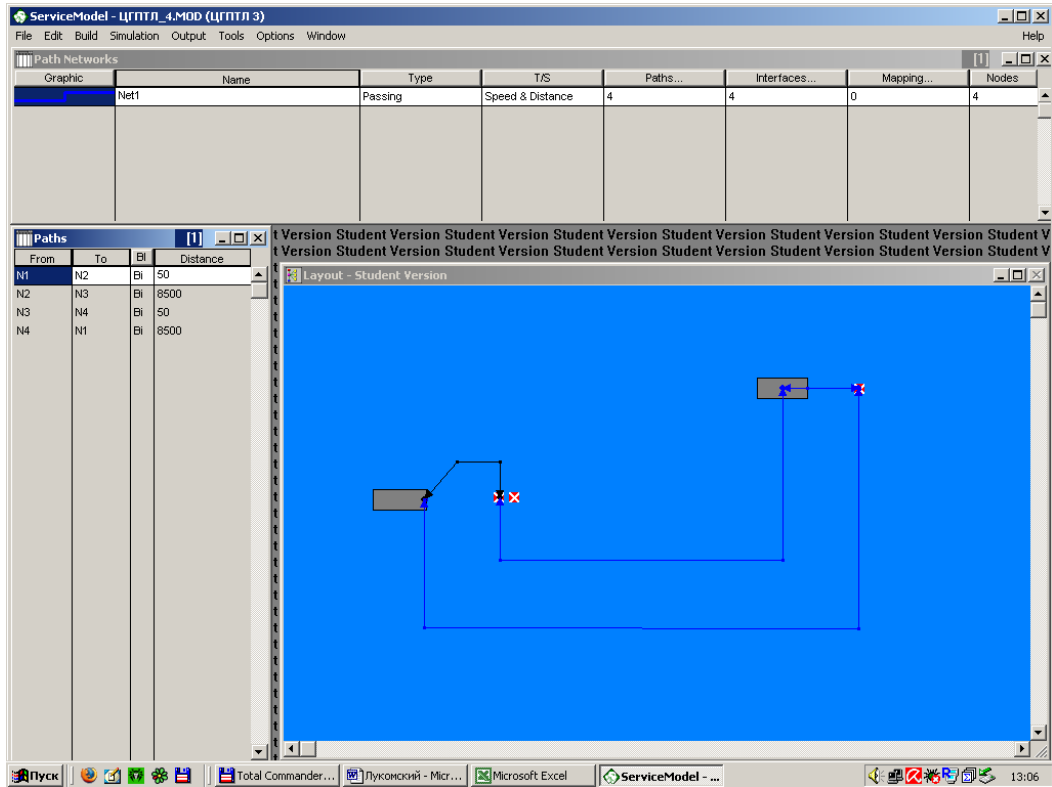 ServiceModel - ЦГПТЛ_4.MOD (ЦГПТЛ 3)
File Edit Build Simulation Output Tools Options Window Help
Path Networks [1]
Graphic Name Type T/S Paths... Interfaces... Mapping... Nodes
Net1 Passing Speed & Distance 4 4 0 4
Paths [1]
From To BI Distance
N1 N2 Bi 50
N2 N3 Bi 8500
N3 N4 Bi 50
N4 N1 Bi 8500
t Version Student Version Student Version Student Version Student Version Student Version Student Version Student V
t Version Student Version Student Version Student Version Student Version Student Version Student Version Student V
Layout - Student Version
Пуск Total Commander... Лукомский - Micr... Microsoft Excel ServiceModel - ... 13:06